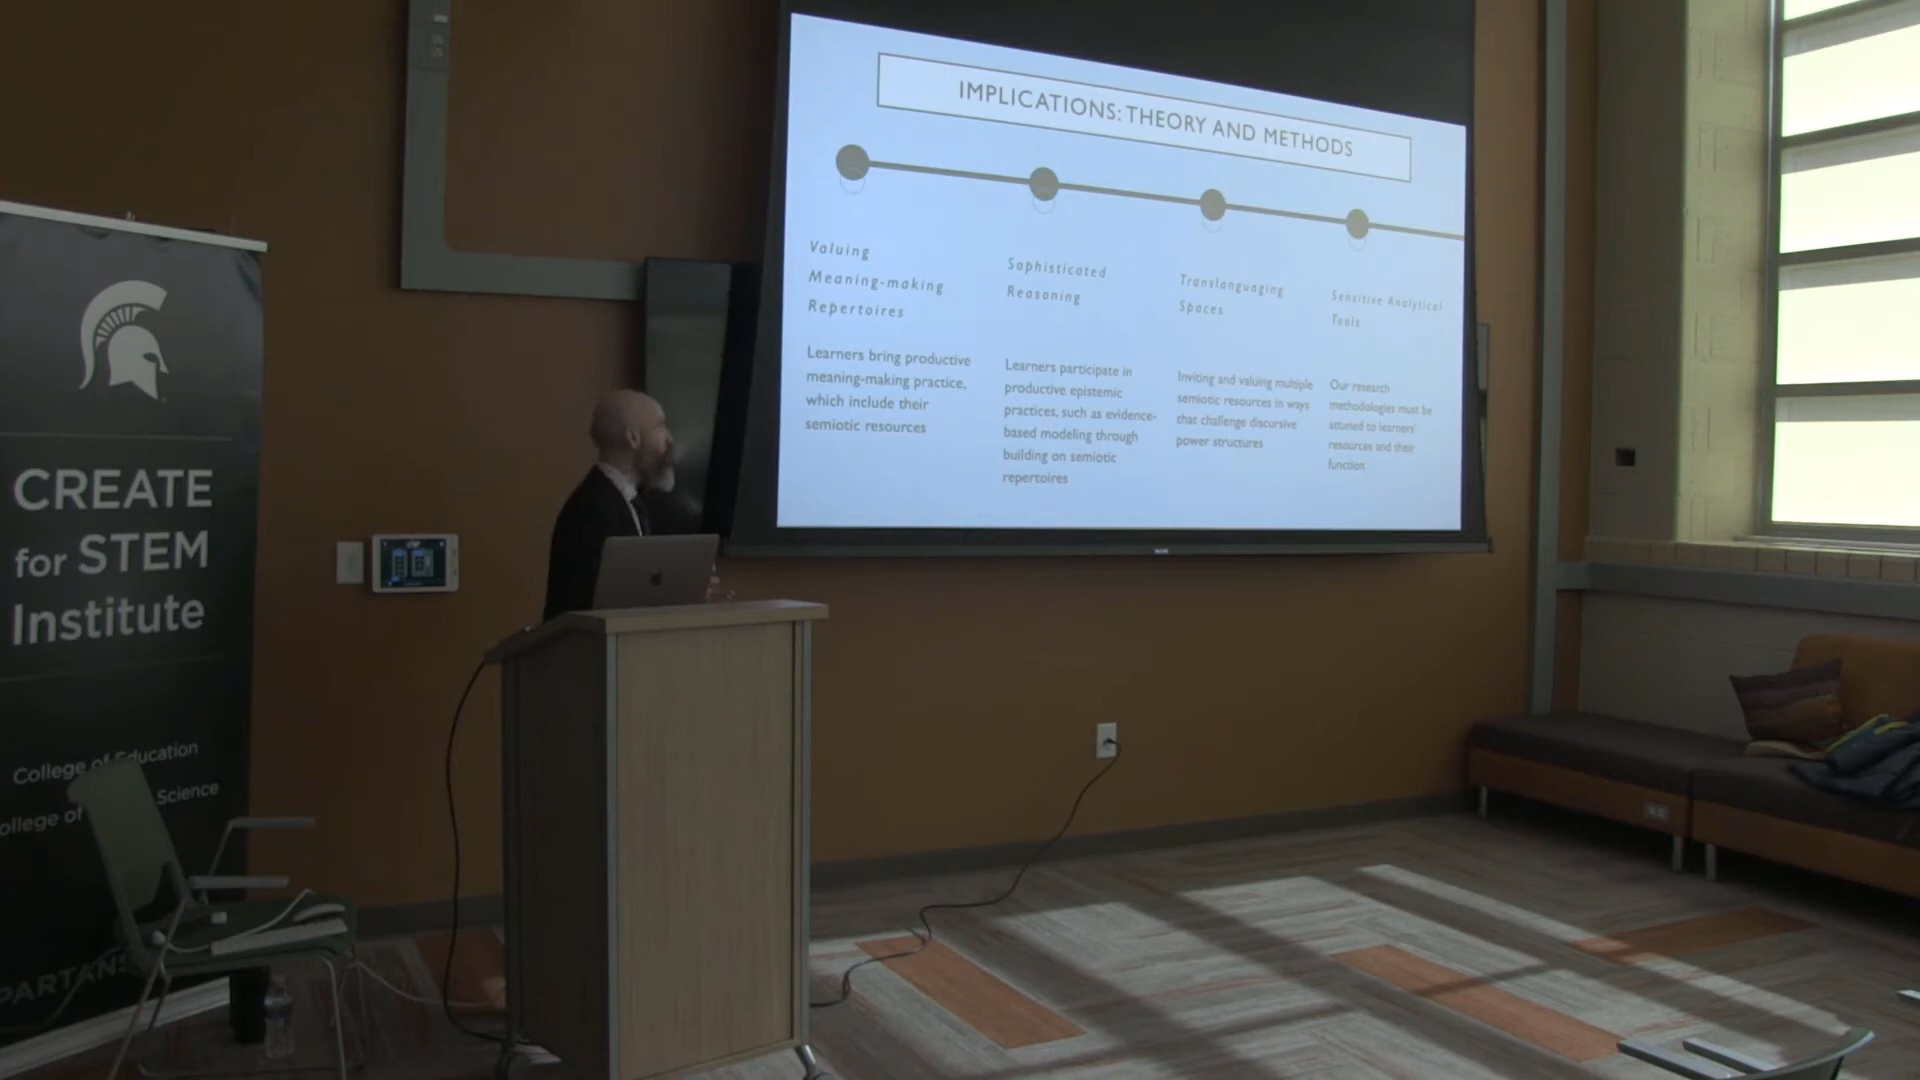 IMPLICATIONS: THEORY AND METHODS
Valuing
Meaning-making
Repertoires
Learners bring productive
meaning-making practice,
which include their
semiotic resources
Sophisticated
Reasoning
Learners participate in
productive epistemic
practices, such as evidence-
based modeling through
building on semiotic
repertoires
Translanguaging
Spaces
Inviting and valuing multiple
semiotic resources in ways
that challenge discursive
power structures
Sensitive Analytical
Tools
Our research
methodologies must be
attuned to learners'
resources and their
function
CREATE
for STEM
Institute
College of Education
College of Science